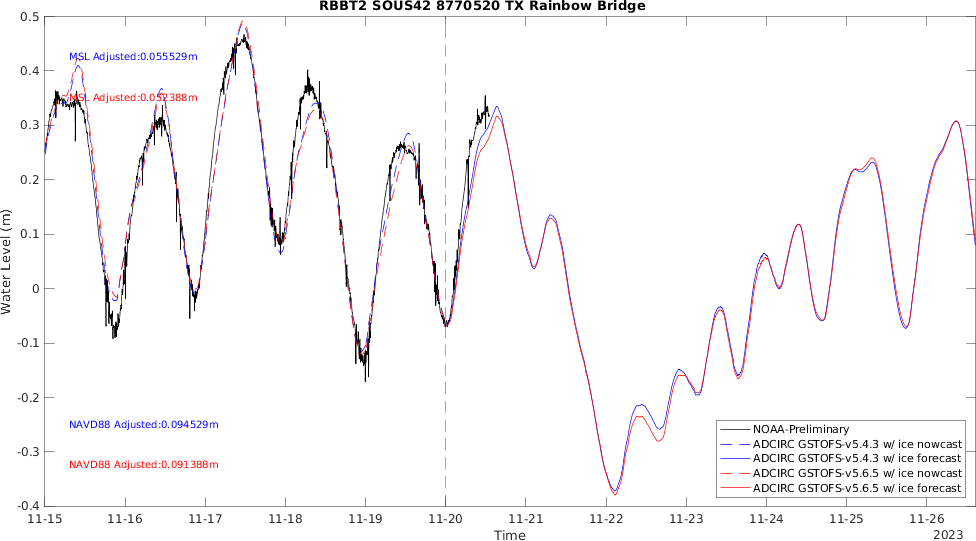 RBBT2 SOUS42 8770520 TX Rainbow Bridge
0.5
0.4
0.3
0.2
0.1
0
-0.1
-0.2
-0.3
-0.4
Water Level (m)
MSL Adjusted:0.055529m
MSL Adjusted:0.052388m
NAVD88 Adjusted:0.094529m
NAVD88 Adjusted:0.091388m
NOAA-Preliminary
ADCIRC GSTOFS-v5.4.3 w/ ice nowcast
ADCIRC GSTOFS-v5.4.3 w/ ice forecast
ADCIRC GSTOFS-v5.6.5 w/ ice nowcast
ADCIRC GSTOFS-v5.6.5 w/ ice forecast
11-15 11-16 11-17 11-18 11-19 11-20 11-21 11-22 11-23 11-24 11-25 11-26
Time
2023